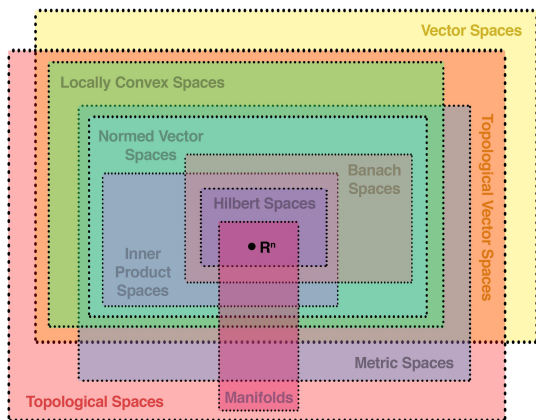 Vector Spaces
Locally Convex Spaces
Topological Vector Spaces
Normed Vector
Spaces
Banach
Spaces
Hilbert Spaces
Rⁿ
Inner
Product
Spaces
Metric Spaces
Topological Spaces
Manifolds